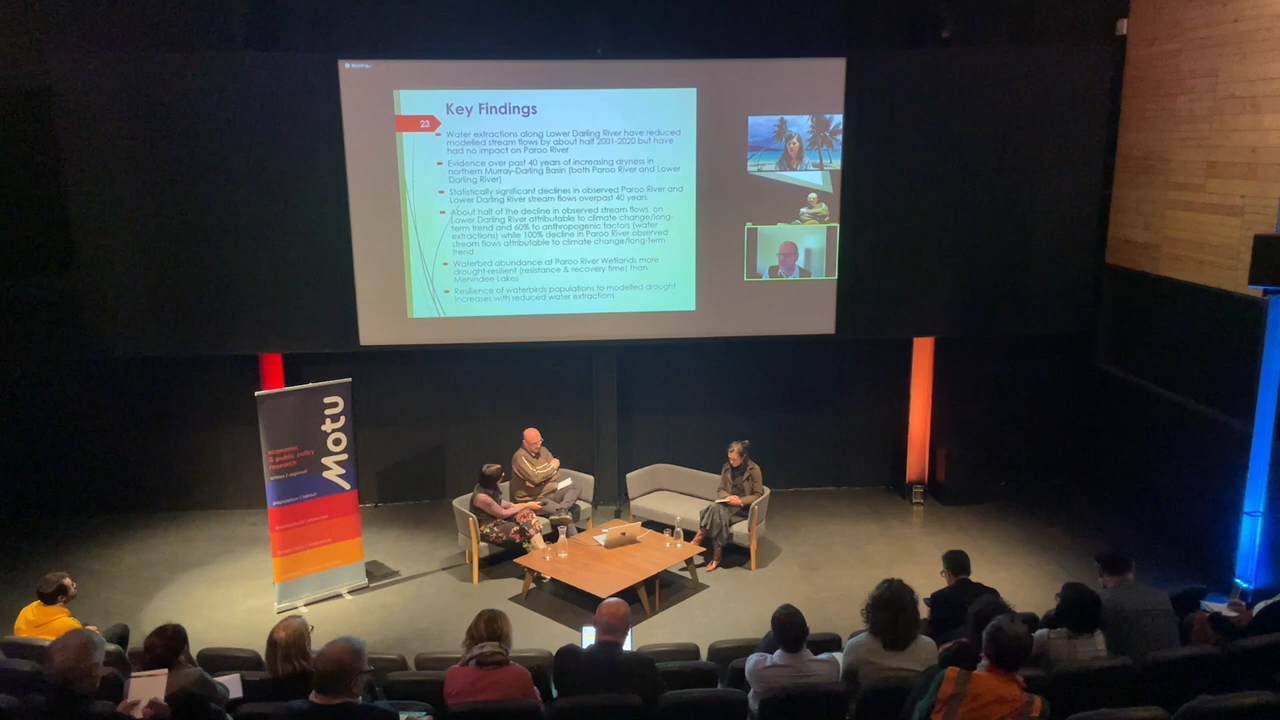 Key Findings
23
Water extractions along Lower Darling River have reduced
modelled stream flows by about half 2001-2020 but have
had no impact on Paroo River
Evidence over past 40 years of increasing dryness in
northern Murray-Darling Basin (both Paroo River and Lower
Darling River)
Statistically significant declines in observed Paroo River and
Lower Darling River stream flows overpast 40 years
About half of the decline in observed stream flows on
Lower Darling River attributable to climate change/long-
term trend and 60% to anthropogenic factors (water
extractions) while 100% decline in Paroo River observed
stream flows attributable to climate change/long-term
trend
Waterbird abundance at Paroo River Wetlands more
drought-resilient (resistance & recovery time) than
Menindee Lakes
Resilience of waterbirds populations to modelled drought
increases with reduced water extractions
Motu
economic
& public policy
research